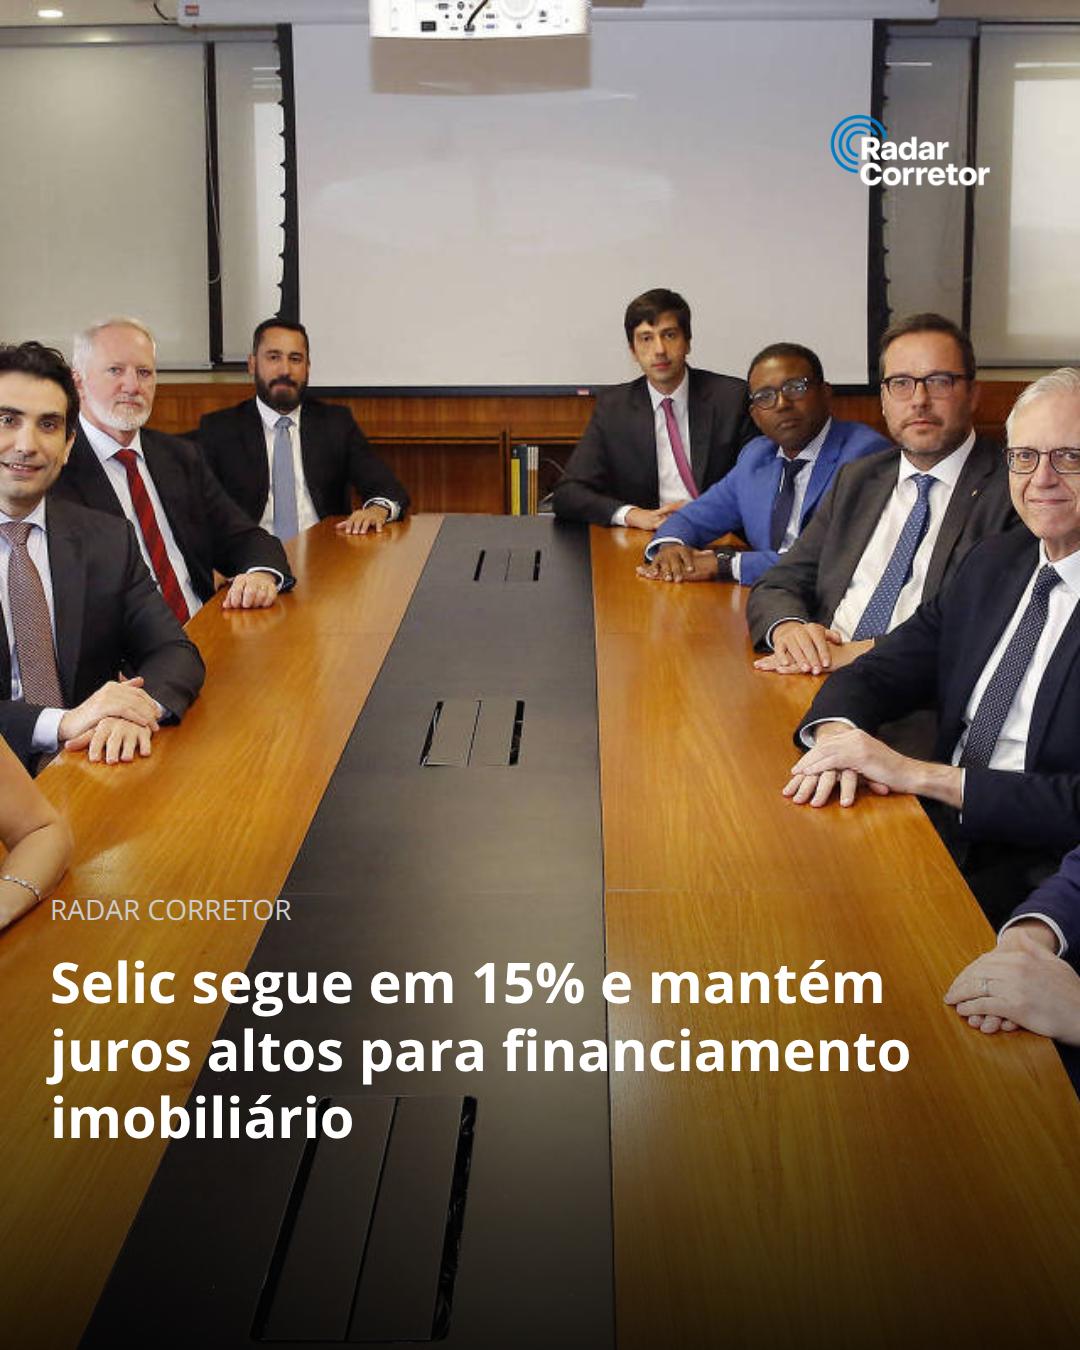 Radar
Corretor
RADAR CORRETOR
Selic segue em 15% e mantém
juros altos para financiamento
imobiliário